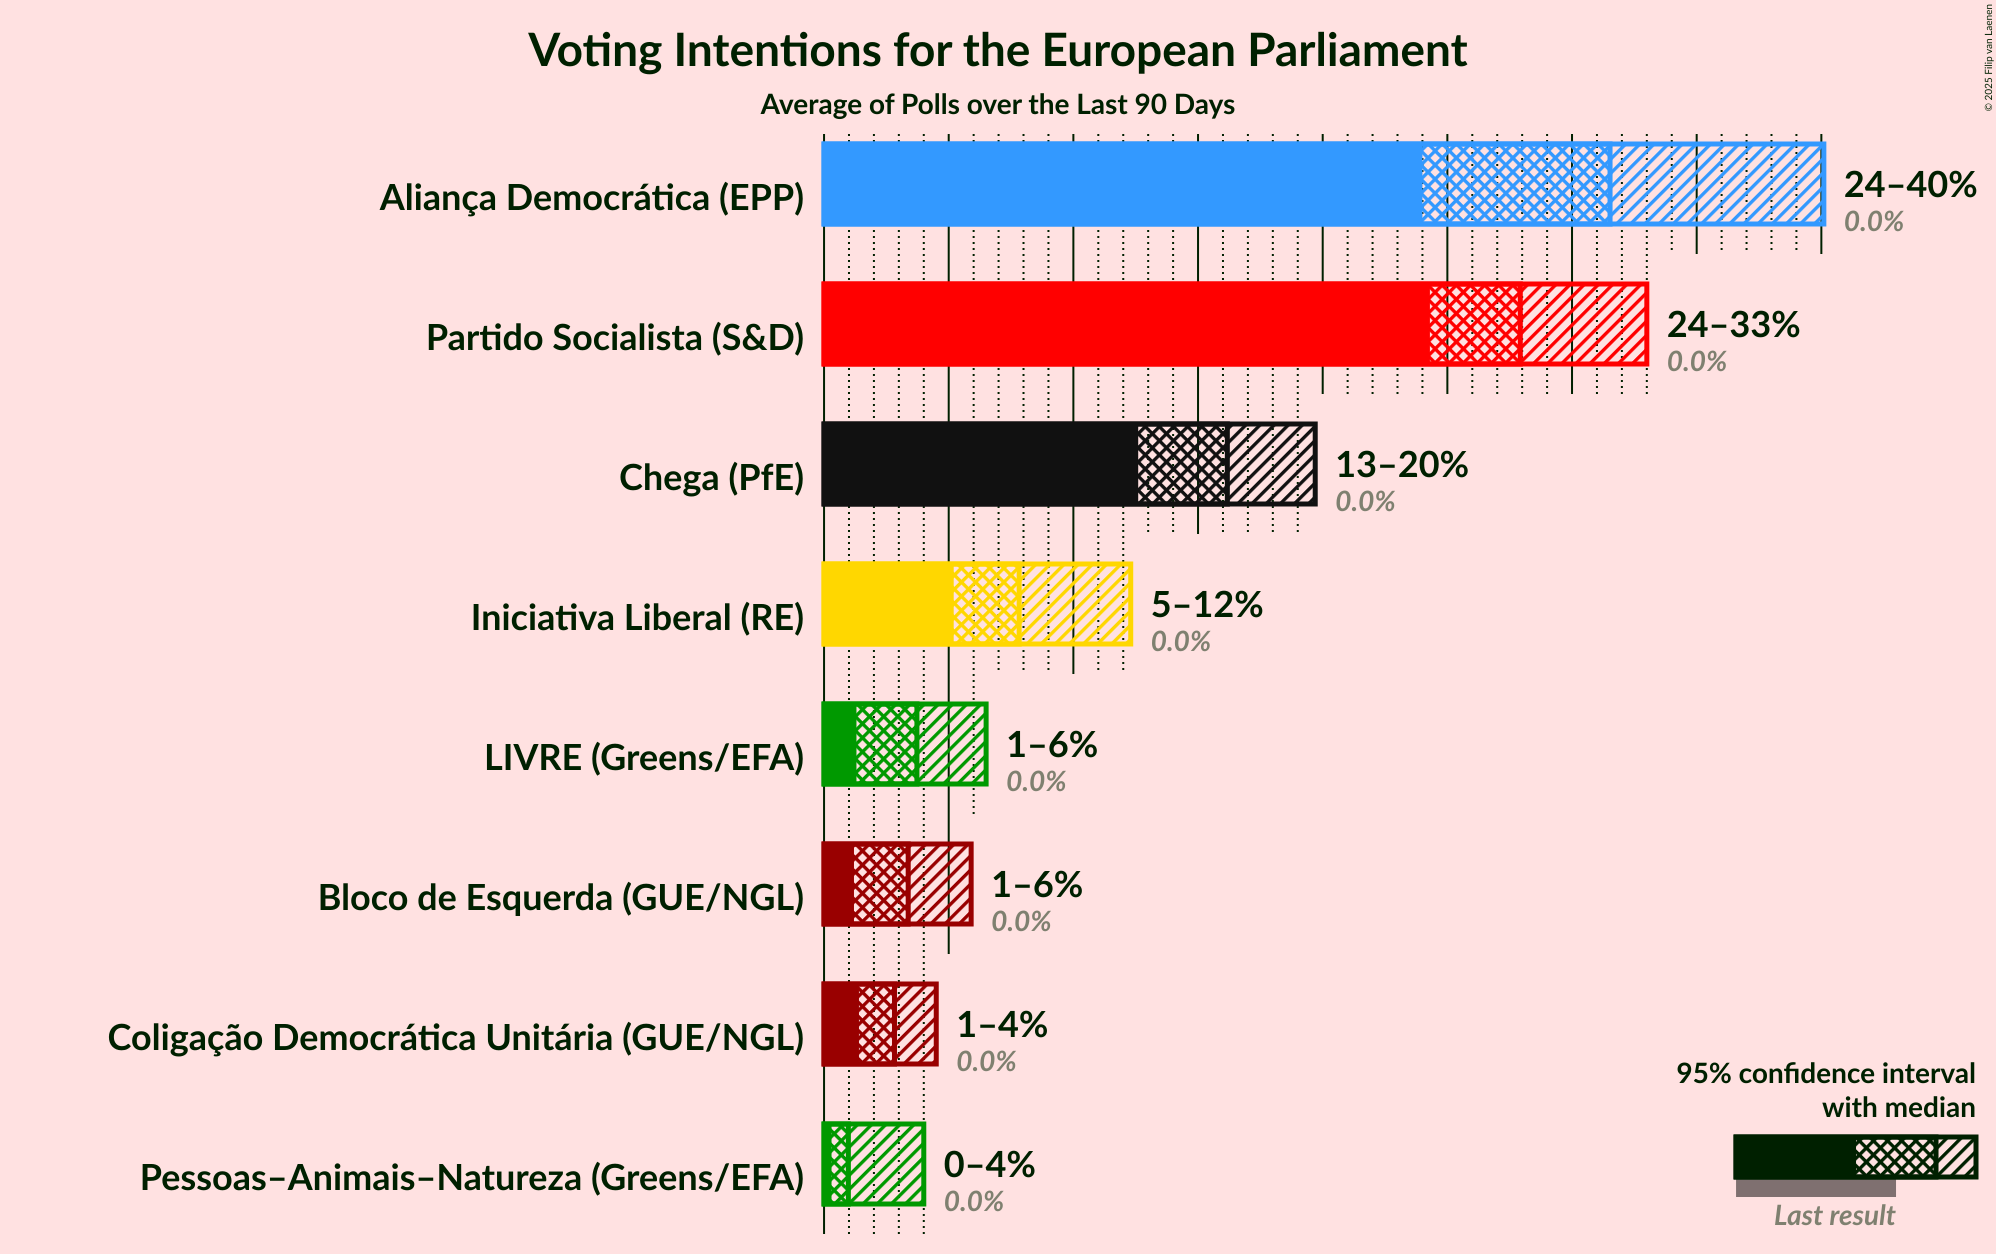 Voting Intentions for the European Parliament
Average of Polls over the Last 90 Days
© 2025 Filip van Laenen
Aliança Democrática (EPP)
24–40%
0.0%
Partido Socialista (S&D)
24–33%
0.0%
Chega (PfE)
13–20%
0.0%
Iniciativa Liberal (RE)
5–12%
0.0%
LIVRE (Greens/EFA)
1–6%
0.0%
Bloco de Esquerda (GUE/NGL)
1–6%
0.0%
Coligação Democrática Unitária (GUE/NGL)
1–4%
0.0%
Pessoas–Animais–Natureza (Greens/EFA)
0–4%
0.0%
95% confidence interval
with median
Last result